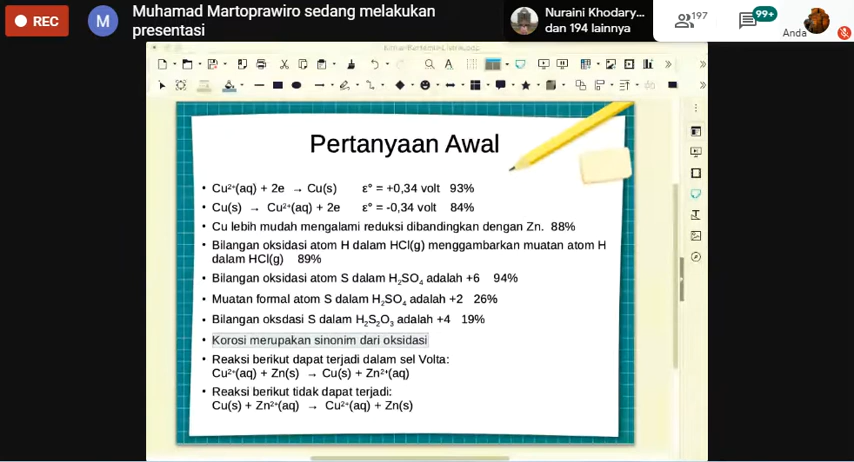 REC
M
Muhamad Martoprawiro sedang melakukan
presentasi
Nuraini Khodary...
dan 194 lainnya
197
99+
Anda
Pertanyaan Awal
• Cu²⁺(aq) + 2e → Cu(s) ε° = +0,34 volt 93%
• Cu(s) → Cu²⁺(aq) + 2e ε° = -0,34 volt 84%
• Cu lebih mudah mengalami reduksi dibandingkan dengan Zn. 88%
• Bilangan oksidasi atom H dalam HCl(g) menggambarkan muatan atom H
dalam HCl(g) 89%
• Bilangan oksidasi atom S dalam H₂SO₄ adalah +6 94%
• Muatan formal atom S dalam H₂SO₄ adalah +2 26%
• Bilangan oksdasi S dalam H₂S₂O₃ adalah +4 19%
• Korosi merupakan sinonim dari oksidasi
• Reaksi berikut dapat terjadi dalam sel Volta:
Cu²⁺(aq) + Zn(s) → Cu(s) + Zn²⁺(aq)
• Reaksi berikut tidak dapat terjadi:
Cu(s) + Zn²⁺(aq) → Cu²⁺(aq) + Zn(s)